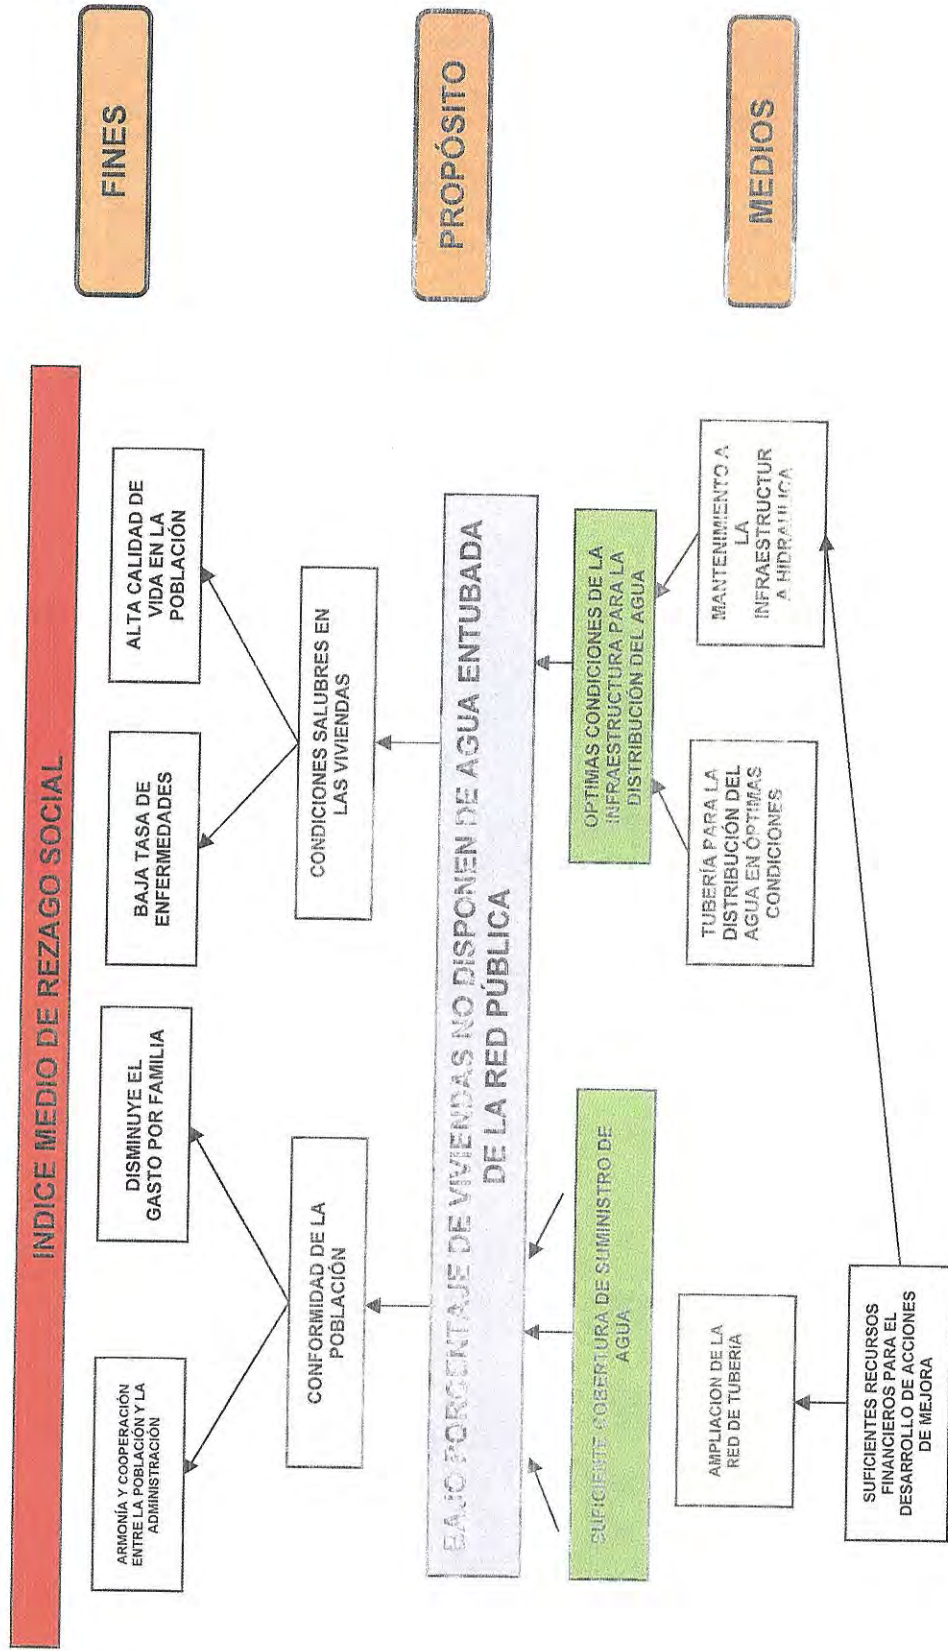 INDICE MEDIO DE REZAGO SOCIAL
FINES
ARMONÍA Y COOPERACIÓN
ENTRE LA POBLACIÓN Y LA
ADMINISTRACIÓN
DISMINUYE EL
GASTO POR FAMILIA
BAJA TASA DE
ENFERMEDADES
ALTA CALIDAD DE
VIDA EN LA
POBLACIÓN
CONFORMIDAD DE LA
POBLACIÓN
CONDICIONES SALUBRES EN
LAS VIVIENDAS
PROPÓSITO
BAJO PORCENTAJE DE VIVIENDAS NO DISPONEN DE AGUA ENTUBADA
DE LA RED PÚBLICA
SUFICIENTE COBERTURA DE SUMINISTRO DE
AGUA
OPTIMAS CONDICIONES DE LA
INFRAESTRUCTURA PARA LA
DISTRIBUCIÓN DEL AGUA
MEDIOS
AMPLIACION DE LA
RED DE TUBERÍA
TUBERÍA PARA LA
DISTRIBUCIÓN DEL
AGUA EN ÓPTIMAS
CONDICIONES
MANTENIMIENTO A
LA
INFRAESTRUCTUR
A HIDRAULICA
SUFICIENTES RECURSOS
FINANCIEROS PARA EL
DESARROLLO DE ACCIONES
DE MEJORA